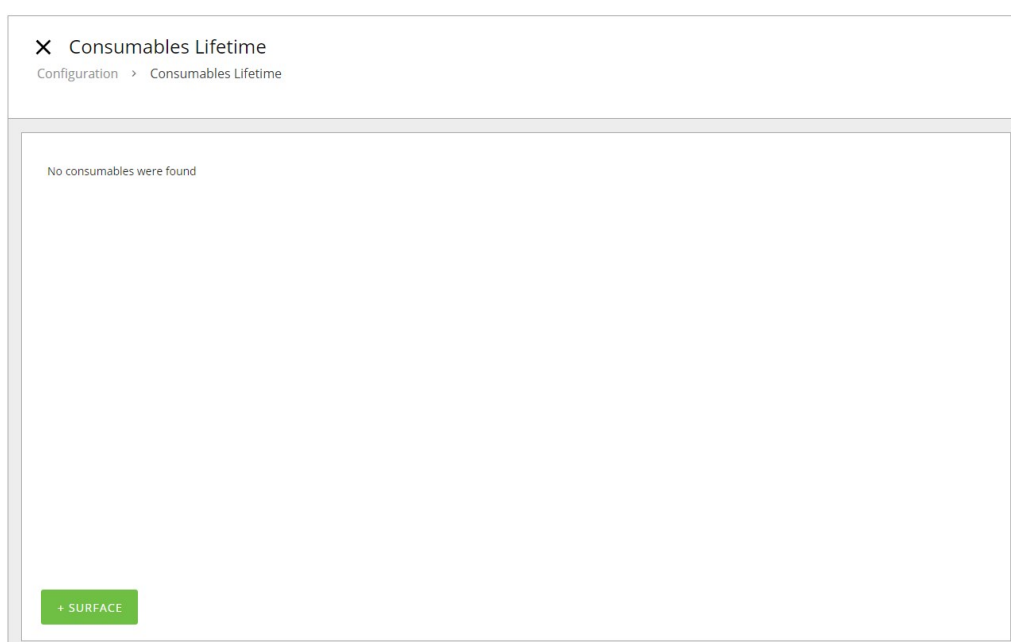 Consumables Lifetime
Configuration > Consumables Lifetime
No consumables were found
+ SURFACE